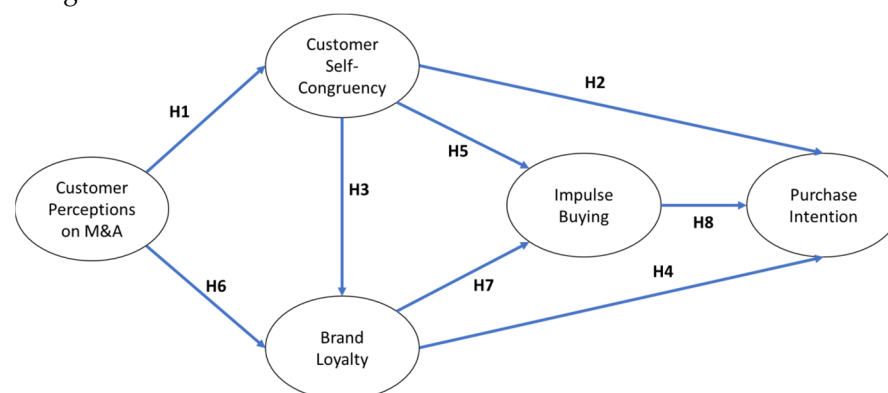 Customer
Self-
Congruency
H2
H1
H5
Customer
Perceptions
on M&A
H3
Impulse
Buying
Purchase
Intention
H8
H6
H7
H4
Brand
Loyalty